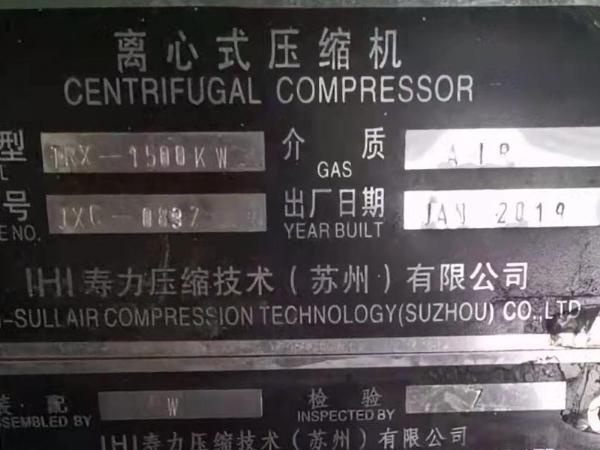 离心式压缩机
CENTRIFUGAL COMPRESSOR
型 TRX-1500KW 介质 AIR
GAS
号 JXC-0897 出厂日期 JAN 2019
E NO. YEAR BUILT
IHI寿力压缩技术（苏州）有限公司
-SULLAIR COMPRESSION TECHNOLOGY(SUZHOU) CO.,LTD
装配 W 检验 Z
SEMBLED BY INSPECTED BY
IHI寿力压缩技术（苏州）有限公司